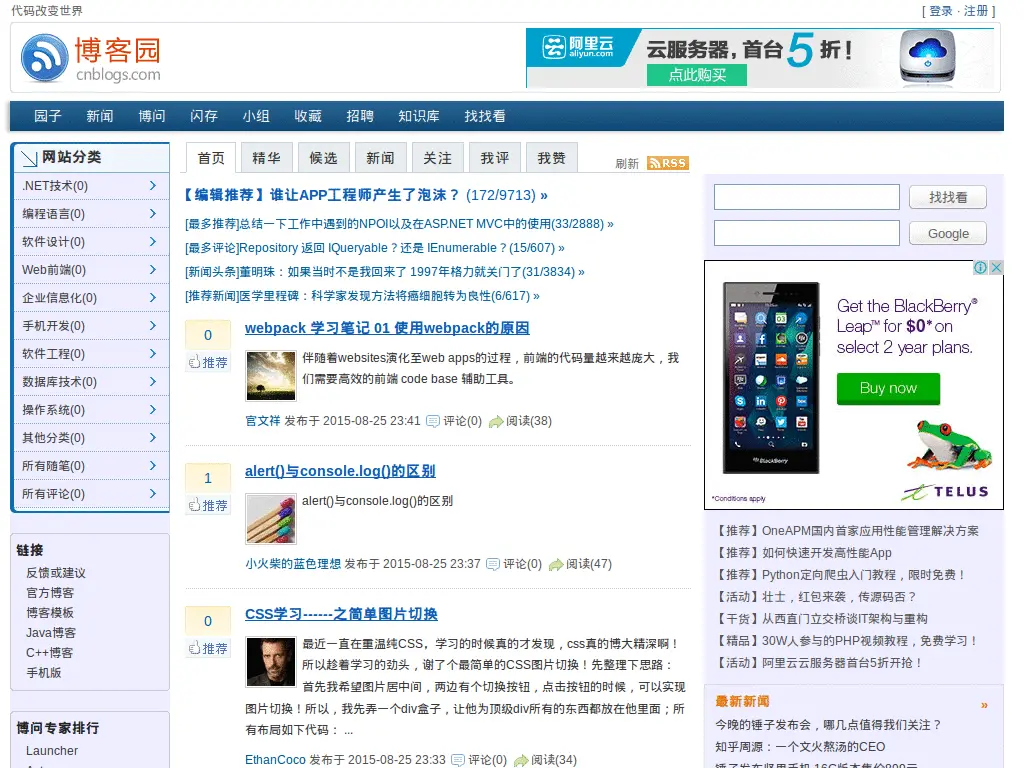 代码改变世界
[ 登录 · 注册 ]
博客园
cnblogs.com
阿里云
aliyun.com
云服务器，首台5折！
点此购买
园子 新闻 博问 闪存 小组 收藏 招聘 知识库 找找看
网站分类
.NET技术(0)
编程语言(0)
软件设计(0)
Web前端(0)
企业信息化(0)
手机开发(0)
软件工程(0)
数据库技术(0)
操作系统(0)
其他分类(0)
所有随笔(0)
所有评论(0)
链接
反馈或建议
官方博客
博客模板
Java博客
C++博客
手机版
博问专家排行
Launcher
首页 精华 候选 新闻 关注 我评 我赞
刷新 RSS
【编辑推荐】谁让APP工程师产生了泡沫？ (172/9713) »
[最多推荐]总结一下工作中遇到的NPOI以及在ASP.NET MVC中的使用(33/2888) »
[最多评论]Repository 返回 IQueryable？还是 IEnumerable？(15/607) »
[新闻头条]董明珠：如果当时不是我回来了 1997年格力就关门了(31/3834) »
[推荐新闻]医学里程碑：科学家发现方法将癌细胞转为良性(6/617) »
0
推荐
webpack 学习笔记 01 使用webpack的原因
伴随着websites演化至web apps的过程，前端的代码量越来越庞大，我
们需要高效的前端 code base 辅助工具。
官文祥 发布于 2015-08-25 23:41 评论(0) 阅读(38)
1
推荐
alert()与console.log()的区别
alert()与console.log()的区别
小火柴的蓝色理想 发布于 2015-08-25 23:37 评论(0) 阅读(47)
0
推荐
CSS学习------之简单图片切换
最近一直在重温纯CSS，学习的时候真的才发现，css真的博大精深啊！
所以趁着学习的劲头，谢了个最简单的CSS图片切换！先整理下思路：
首先我希望图片居中间，两边有个切换按钮，点击按钮的时候，可以实现
图片切换！所以，我先弄一个div盒子，让他为顶级div所有的东西都放在他里面；所
有布局如下代码： ...
EthanCoco 发布于 2015-08-25 23:33 评论(0) 阅读(34)
找找看
Google
Get the BlackBerry®
Leap™ for $0* on
select 2 year plans.
Buy now
BlackBerry
*Conditions apply
TELUS
【推荐】OneAPM国内首家应用性能管理解决方案
【推荐】如何快速开发高性能App
【推荐】Python定向爬虫入门教程，限时免费！
【活动】壮士，红包来袭，传源码否？
【干货】从西直门立交桥谈IT架构与重构
【精品】30W人参与的PHP视频教程，免费学习！
【活动】阿里云云服务器首台5折开抢！
最新新闻 »
今晚的锤子发布会，哪几点值得我们关注？
知乎周源：一个文火熬汤的CEO